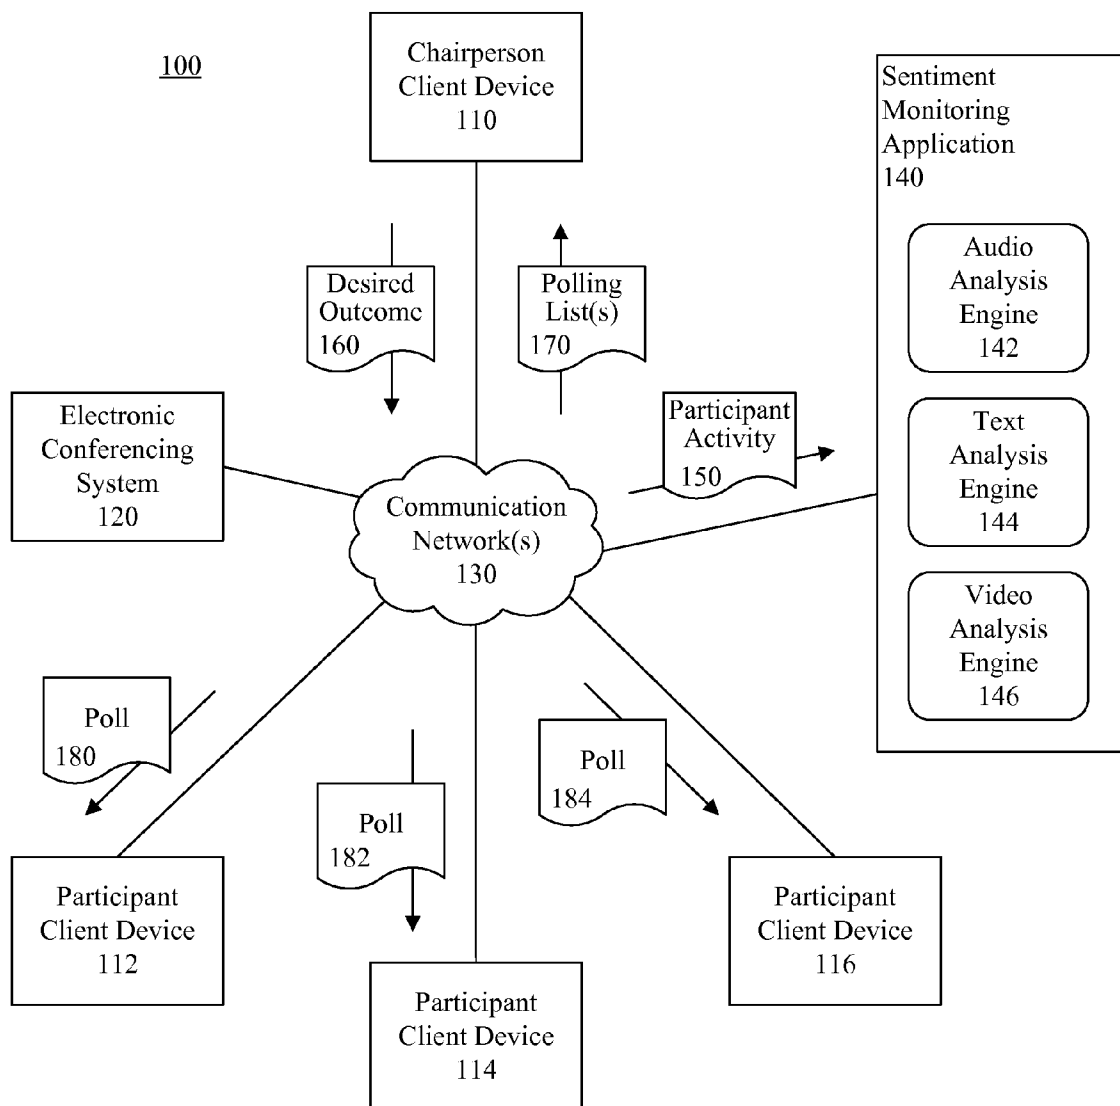 100
Chairperson
Client Device
110
Sentiment
Monitoring
Application
140
Audio
Analysis
Engine
142
Text
Analysis
Engine
144
Video
Analysis
Engine
146
Desired
Outcome
160
Polling
List(s)
170
Participant
Activity
150
Electronic
Conferencing
System
120
Communication
Network(s)
130
Poll
180
Poll
182
Poll
184
Participant
Client Device
112
Participant
Client Device
114
Participant
Client Device
116